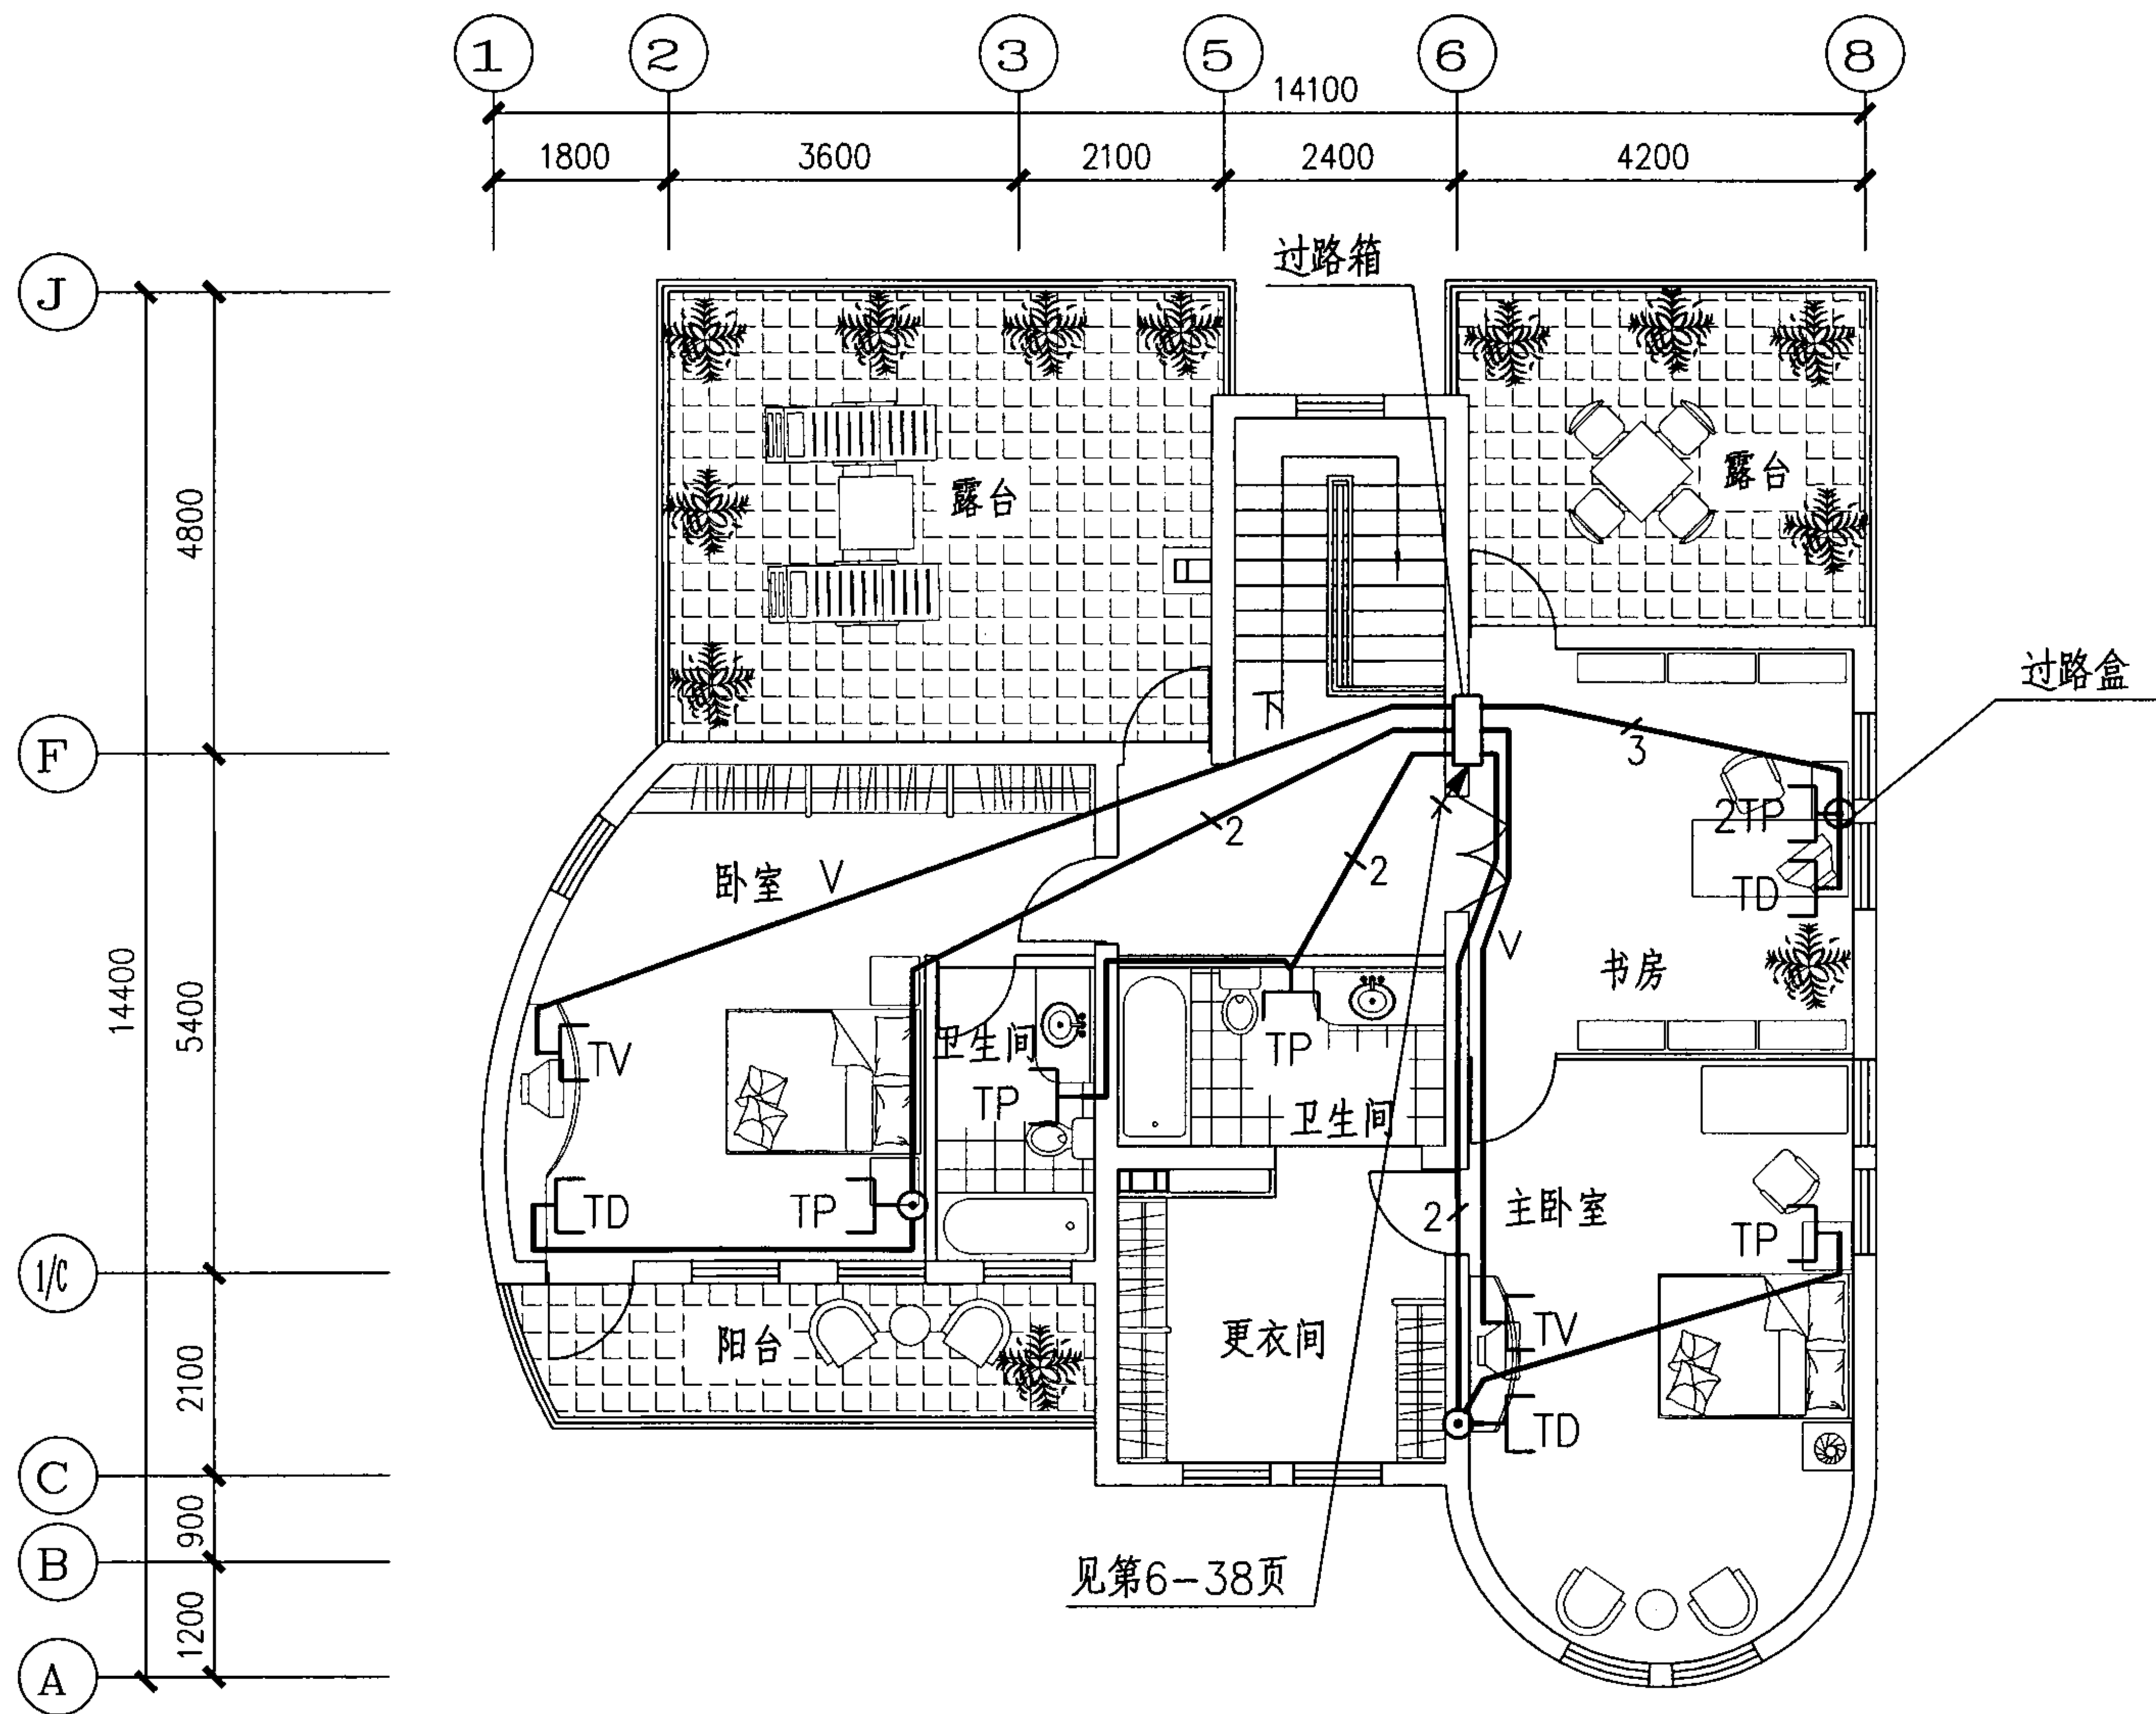 1 2 3 5 6 8
14100
1800 3600 2100 2400 4200
过路箱
J
露台
露台
4800
下
过路盒
F
3
2TP
2
2
卧室 V
TD
V
书房
14400
5400
卫生间
TV
TP
TP
卫生间
TD
TP
2
主卧室
TP
1/C
阳台
更衣间
TV
2100
TD
C
900
B
见第6-38页
1200
A